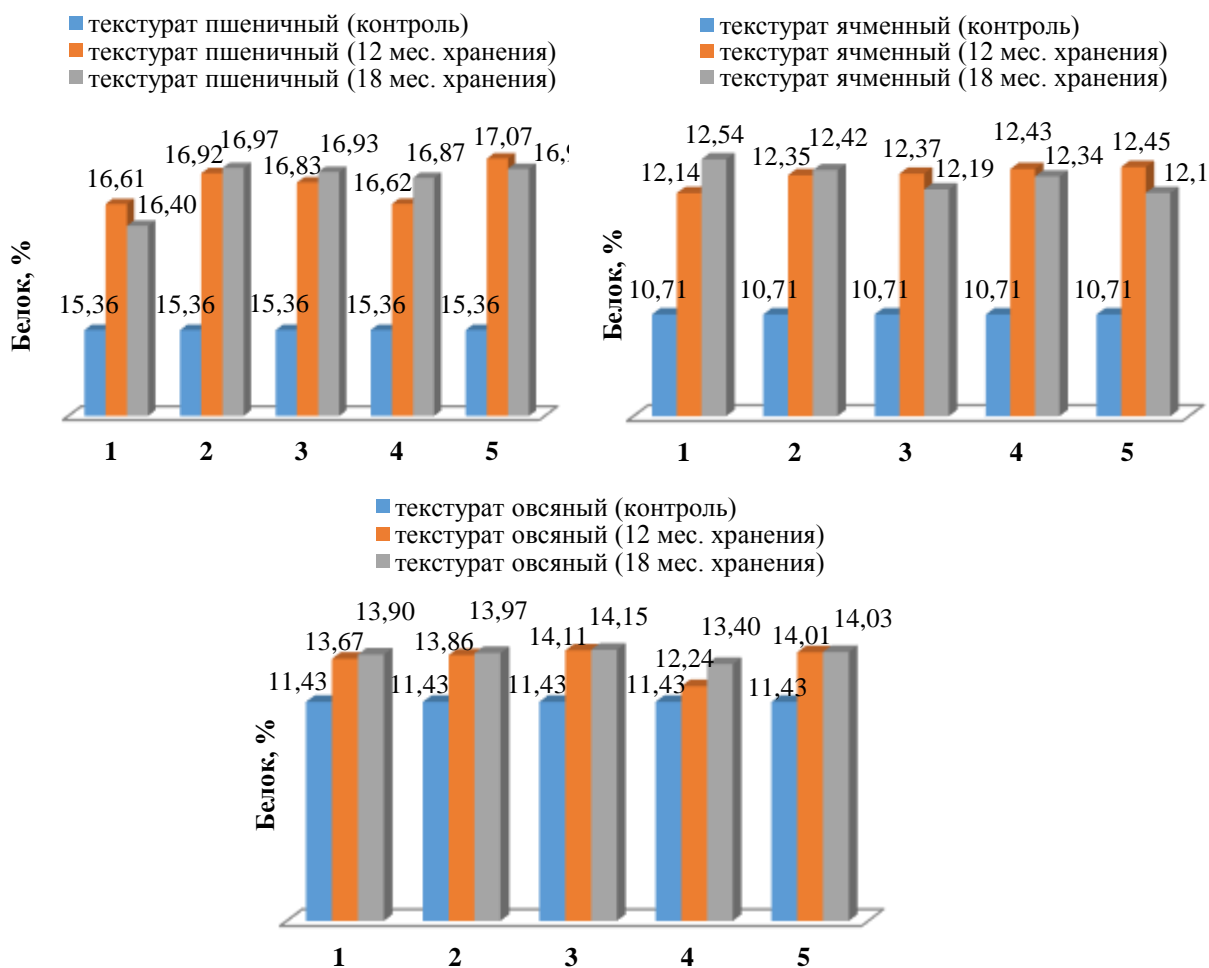 текстурат пшеничный (контроль)
текстурат пшеничный (12 мес. хранения)
текстурат пшеничный (18 мес. хранения)
16,61 16,40 16,92 16,97 16,83 16,93 16,62 16,87 17,07
15,36 15,36 15,36 15,36 15,36
Белок, %
1 2 3 4 5
текстурат ячменный (контроль)
текстурат ячменный (12 мес. хранения)
текстурат ячменный (18 мес. хранения)
12,14 12,54 12,35 12,42 12,37 12,19 12,43 12,34 12,45 12,1
10,71 10,71 10,71 10,71 10,71
Белок, %
1 2 3 4 5
текстурат овсяный (контроль)
текстурат овсяный (12 мес. хранения)
текстурат овсяный (18 мес. хранения)
13,67 13,90 13,86 13,97 14,11 14,15 12,24 13,40 14,01 14,03
11,43 11,43 11,43 11,43 11,43
Белок, %
1 2 3 4 5